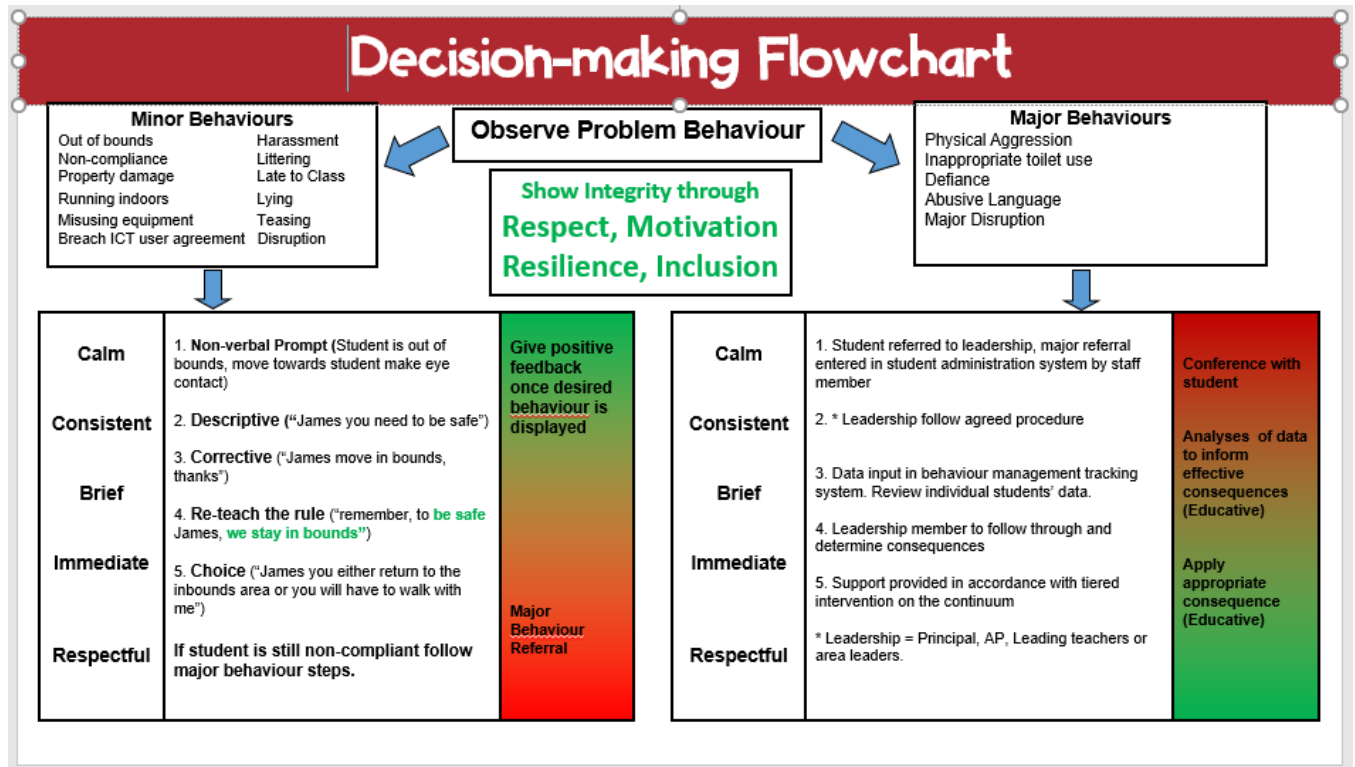 Decision-making Flowchart
Minor Behaviours
Out of bounds Harassment
Non-compliance Littering
Property damage Late to Class
Running indoors Lying
Misusing equipment Teasing
Breach ICT user agreement Disruption
Observe Problem Behaviour
Show Integrity through
Respect, Motivation
Resilience, Inclusion
Major Behaviours
Physical Aggression
Inappropriate toilet use
Defiance
Abusive Language
Major Disruption
Calm
Consistent
Brief
Immediate
Respectful
1. Non-verbal Prompt (Student is out of
bounds, move towards student make eye
contact)
2. Descriptive (“James you need to be safe”)
3. Corrective (“James move in bounds,
thanks”)
4. Re-teach the rule (“remember, to be safe
James, we stay in bounds”)
5. Choice (“James you either return to the
inbounds area or you will have to walk with
me”)
If student is still non-compliant follow
major behaviour steps.
Give positive
feedback
once desired
behaviour is
displayed
Major
Behaviour
Referral
Calm
Consistent
Brief
Immediate
Respectful
1. Student referred to leadership, major referral
entered in student administration system by staff
member
2. * Leadership follow agreed procedure
3. Data input in behaviour management tracking
system. Review individual students’ data.
4. Leadership member to follow through and
determine consequences
5. Support provided in accordance with tiered
intervention on the continuum
* Leadership = Principal, AP, Leading teachers or
area leaders.
Conference with
student
Analyses of data
to inform
effective
consequences
(Educative)
Apply
appropriate
consequence
(Educative)